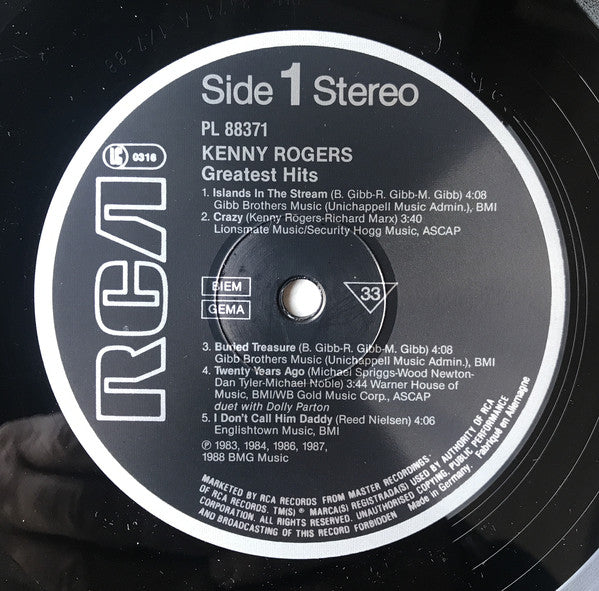 Side 1 Stereo
PL 88371
KENNY ROGERS
Greatest Hits
LC 0316
RCA
1. Islands In The Stream (B. Gibb-R. Gibb-M. Gibb) 4:08
Gibb Brothers Music (Unichappell Music Admin.), BMI
2. Crazy (Kenny Rogers-Richard Marx) 3:40
Lionsmate Music/Security Hogg Music, ASCAP
BIEM
GEMA
33
3. Buried Treasure (B. Gibb-R. Gibb-M. Gibb) 4:08
Gibb Brothers Music (Unichappell Music Admin.), BMI
4. Twenty Years Ago (Michael Spriggs-Wood Newton-
Dan Tyler-Michael Noble) 3:44 Warner House of
Music, BMI/WB Gold Music Corp., ASCAP
duet with Dolly Parton
5. I Don't Call Him Daddy (Reed Nielsen) 4:06
Englishtown Music, BMI
℗ 1983, 1984, 1986, 1987,
1988 BMG Music
MARKETED BY RCA RECORDS FROM MASTER RECORDINGS.
OF RCA RECORDS. TM(S) ® MARCA(S) REGISTRADA(S) USED BY AUTHORITY OF RCA
CORPORATION. ALL RIGHTS RESERVED. UNAUTHORISED COPYING, PUBLIC PERFORMANCE
AND BROADCASTING OF THIS RECORD FORBIDDEN
Made in Germany.
Fabriqué en Allemagne